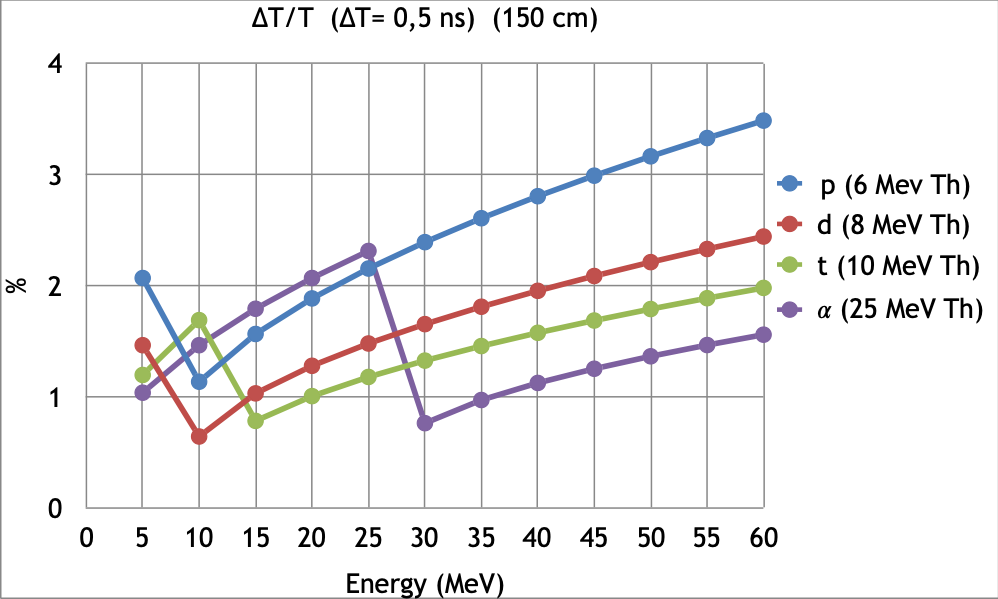 ΔT/T (ΔT= 0,5 ns) (150 cm)
4
3
2
1
0
%
0 5 10 15 20 25 30 35 40 45 50 55 60
Energy (MeV)
p (6 Mev Th)
d (8 MeV Th)
t (10 MeV Th)
α (25 MeV Th)